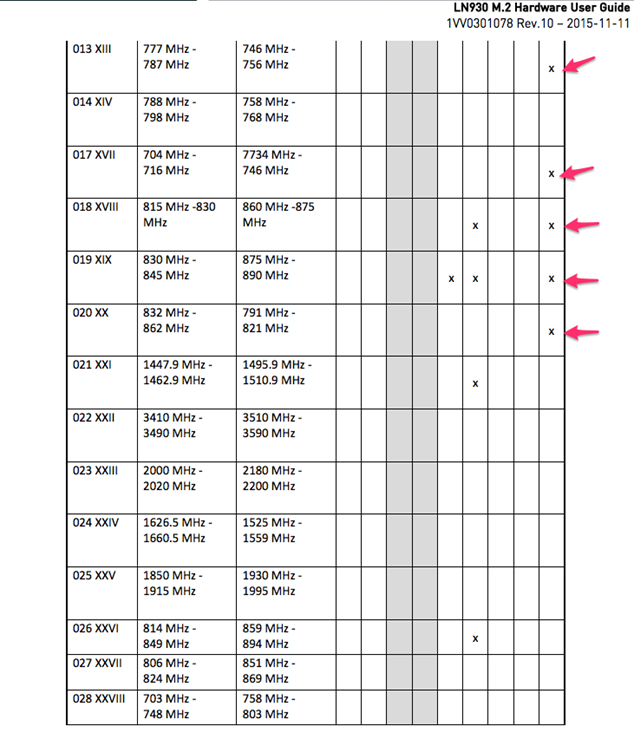 LN930 M.2 Hardware User Guide
1VV0301078 Rev.10 – 2015-11-11
013 XIII 777 MHz - 746 MHz -
787 MHz 756 MHz
x
014 XIV 788 MHz - 758 MHz -
798 MHz 768 MHz
017 XVII 704 MHz - 7734 MHz -
716 MHz 746 MHz
x
018 XVIII 815 MHz -830 860 MHz -875
MHz MHz
x x
019 XIX 830 MHz - 875 MHz -
845 MHz 890 MHz
x x x
020 XX 832 MHz - 791 MHz -
862 MHz 821 MHz
x
021 XXI 1447.9 MHz - 1495.9 MHz -
1462.9 MHz 1510.9 MHz
x
022 XXII 3410 MHz - 3510 MHz -
3490 MHz 3590 MHz
023 XXIII 2000 MHz - 2180 MHz -
2020 MHz 2200 MHz
024 XXIV 1626.5 MHz - 1525 MHz -
1660.5 MHz 1559 MHz
025 XXV 1850 MHz - 1930 MHz -
1915 MHz 1995 MHz
026 XXVI 814 MHz - 859 MHz -
849 MHz 894 MHz
x
027 XXVII 806 MHz - 851 MHz -
824 MHz 869 MHz
028 XXVIII 703 MHz - 758 MHz -
748 MHz 803 MHz